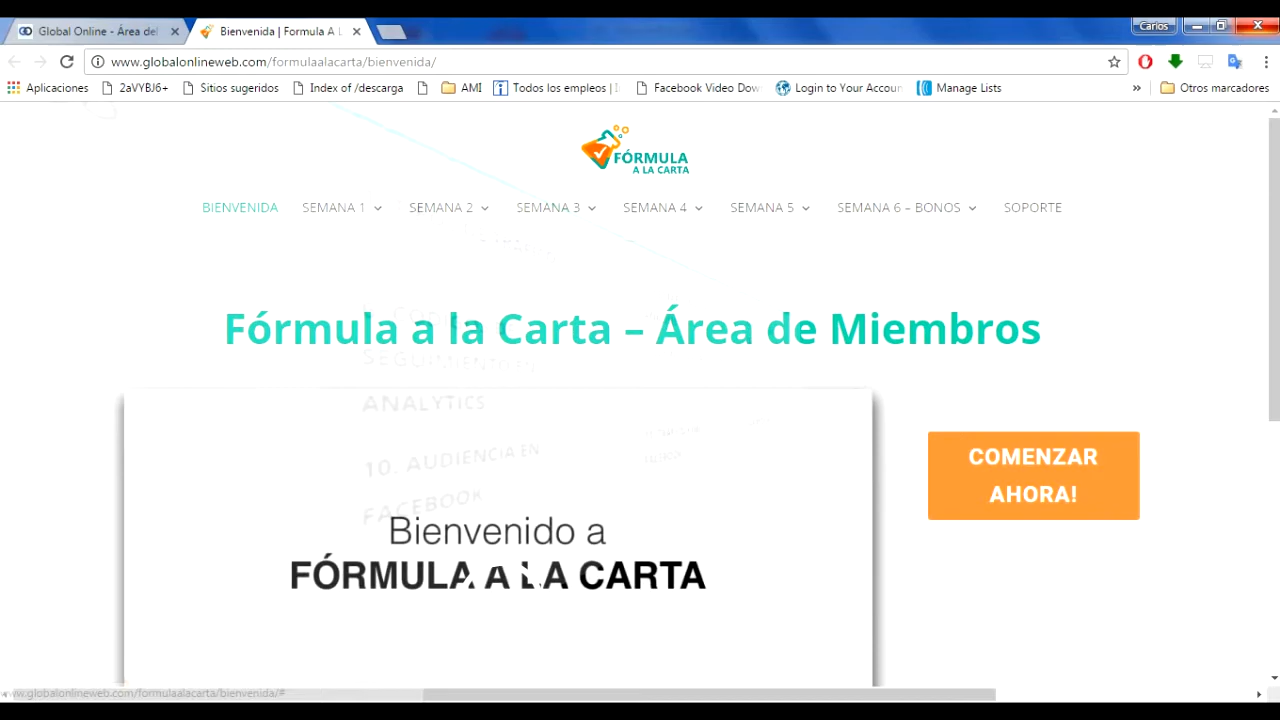 Global Online - Área del
Bienvenida | Formula A L
Carlos
www.globalonlineweb.com/formulaalacarta/bienvenida/
Aplicaciones
2aVYBJ6+
Sitios sugeridos
Index of /descarga
AMI
Todos los empleos |
Facebook Video Dow
Login to Your Accoun
Manage Lists
»
Otros marcadores
FÓRMULA
A LA CARTA
BIENVENIDA
SEMANA 1
SEMANA 2
SEMANA 3
SEMANA 4
SEMANA 5
SEMANA 6 – BONOS
SOPORTE
Fórmula a la Carta – Área de Miembros
SEGUIMIENTO EN
ANALYTICS
10. AUDIENCIA EN
FACEBOOK
Bienvenido a
FÓRMULA A LA CARTA
COMENZAR
AHORA!
www.globalonlineweb.com/formulaalacarta/bienvenida/#